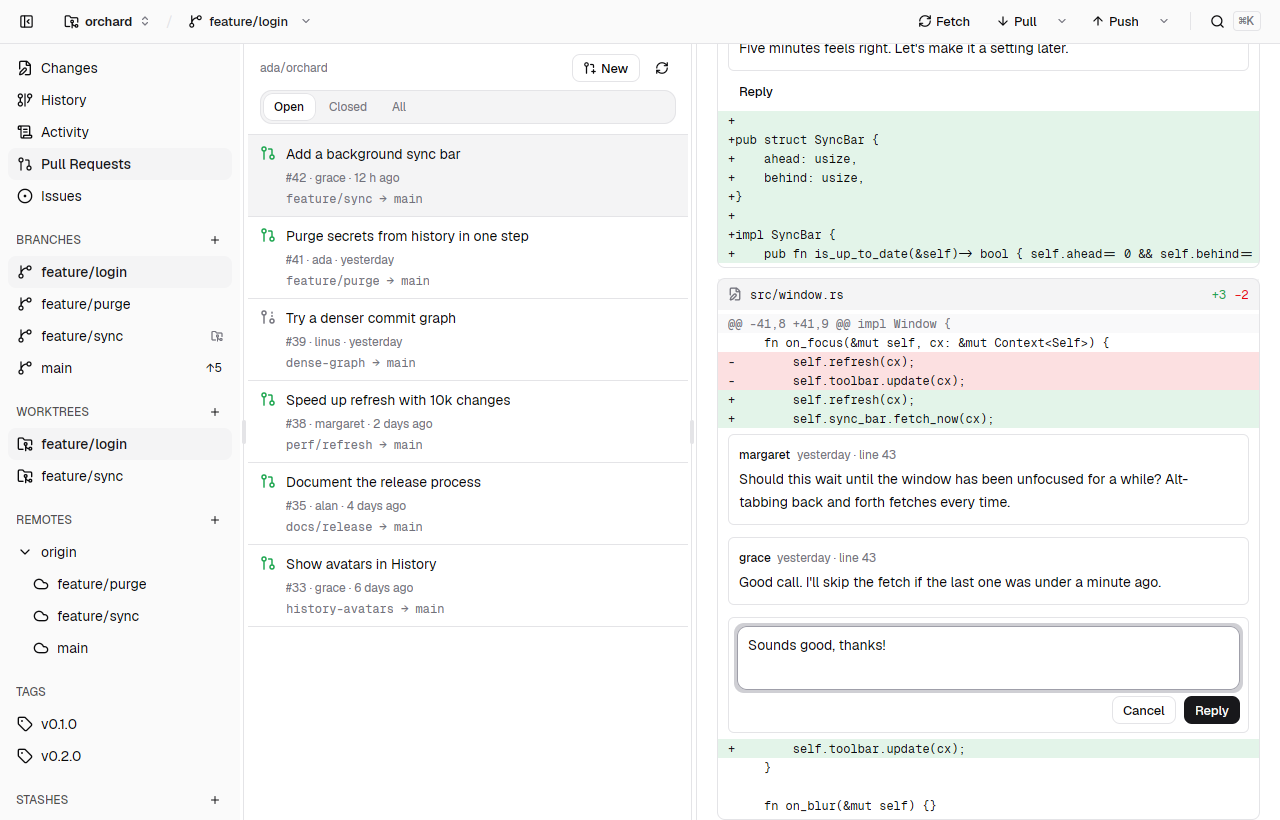 orchard / feature/login Fetch Pull Push ⌘K
Changes
History
Activity
Pull Requests
Issues
BRANCHES
feature/login
feature/purge
feature/sync
main ↑5
WORKTREES
feature/login
feature/sync
REMOTES
origin
feature/purge
feature/sync
main
TAGS
v0.1.0
v0.2.0
STASHES
ada/orchard New
Open Closed All
Add a background sync bar
#42 · grace · 12 h ago
feature/sync → main
Purge secrets from history in one step
#41 · ada · yesterday
feature/purge → main
Try a denser commit graph
#39 · linus · yesterday
dense-graph → main
Speed up refresh with 10k changes
#38 · margaret · 2 days ago
perf/refresh → main
Document the release process
#35 · alan · 4 days ago
docs/release → main
Show avatars in History
#33 · grace · 6 days ago
history-avatars → main
Five minutes feels right. Let's make it a setting later.
Reply
+
+pub struct SyncBar {
+    ahead: usize,
+    behind: usize,
+}
+
+impl SyncBar {
+    pub fn is_up_to_date(&self) -> bool { self.ahead == 0 && self.behind ==
src/window.rs +3 −2
@@ -41,8 +41,9 @@ impl Window {
     fn on_focus(&mut self, cx: &mut Context<Self>) {
-        self.refresh(cx);
-        self.toolbar.update(cx);
+        self.refresh(cx);
+        self.sync_bar.fetch_now(cx);
margaret yesterday · line 43
Should this wait until the window has been unfocused for a while? Alt-
tabbing back and forth fetches every time.
grace yesterday · line 43
Good call. I'll skip the fetch if the last one was under a minute ago.
Sounds good, thanks!
Cancel Reply
+        self.toolbar.update(cx);
     }
     fn on_blur(&mut self) {}